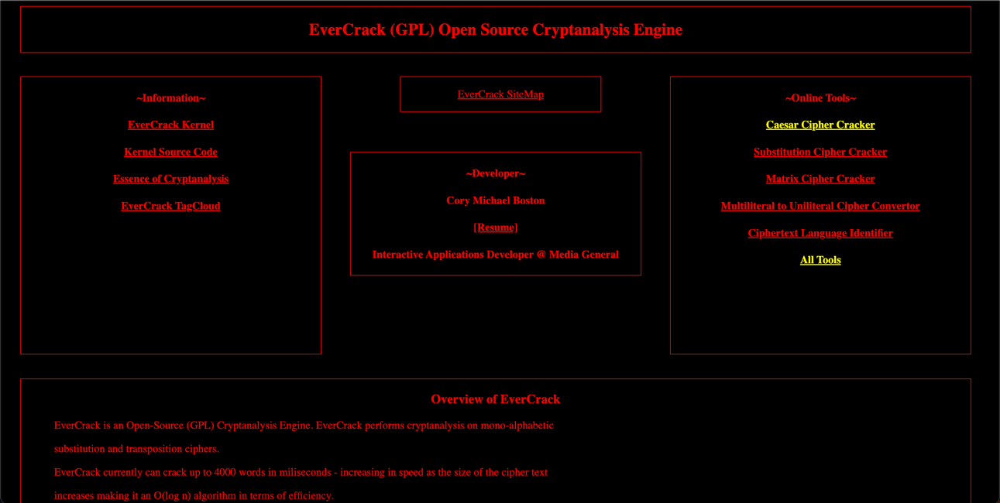 EverCrack (GPL) Open Source Cryptanalysis Engine
~Information~
EverCrack Kernel
Kernel Source Code
Essence of Cryptanalysis
EverCrack TagCloud
EverCrack SiteMap
~Developer~
Cory Michael Boston
[Resume]
Interactive Applications Developer @ Media General
~Online Tools~
Caesar Cipher Cracker
Substitution Cipher Cracker
Matrix Cipher Cracker
Multiliteral to Uniliteral Cipher Convertor
Ciphertext Language Identifier
All Tools
Overview of EverCrack
EverCrack is an Open-Source (GPL) Cryptanalysis Engine. EverCrack performs cryptanalysis on mono-alphabetic
substitution and transposition ciphers.
EverCrack currently can crack up to 4000 words in miliseconds - increasing in speed as the size of the cipher text
increases making it an O(log n) algorithm in terms of efficiency.